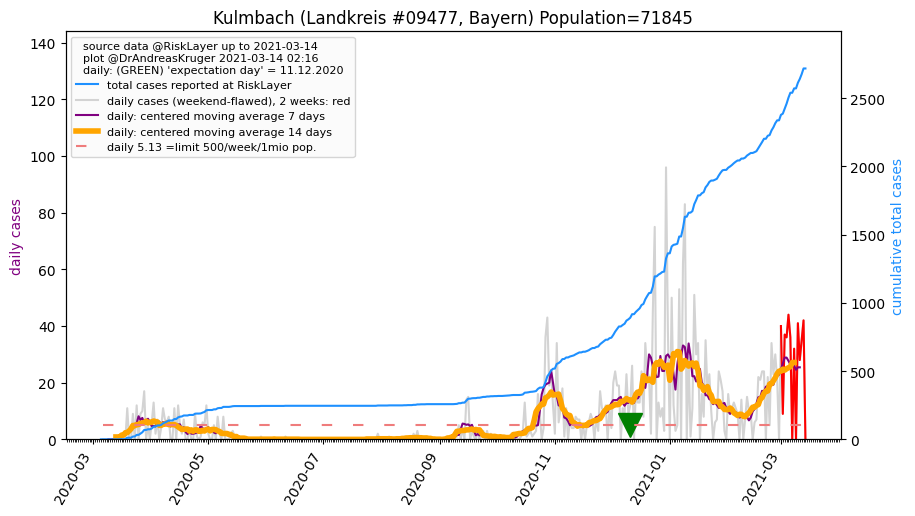 Kulmbach (Landkreis #09477, Bayern) Population=71845
source data @RiskLayer up to 2021-03-14
plot @DrAndreasKruger 2021-03-14 02:16
daily: (GREEN) 'expectation day' = 11.12.2020
total cases reported at RiskLayer
daily cases (weekend-flawed), 2 weeks: red
daily: centered moving average 7 days
daily: centered moving average 14 days
daily 5.13 =limit 500/week/1mio pop.
daily cases
140
120
100
80
60
40
20
0
cumulative total cases
2500
2000
1500
1000
500
0
2020-03
2020-05
2020-07
2020-09
2020-11
2021-01
2021-03